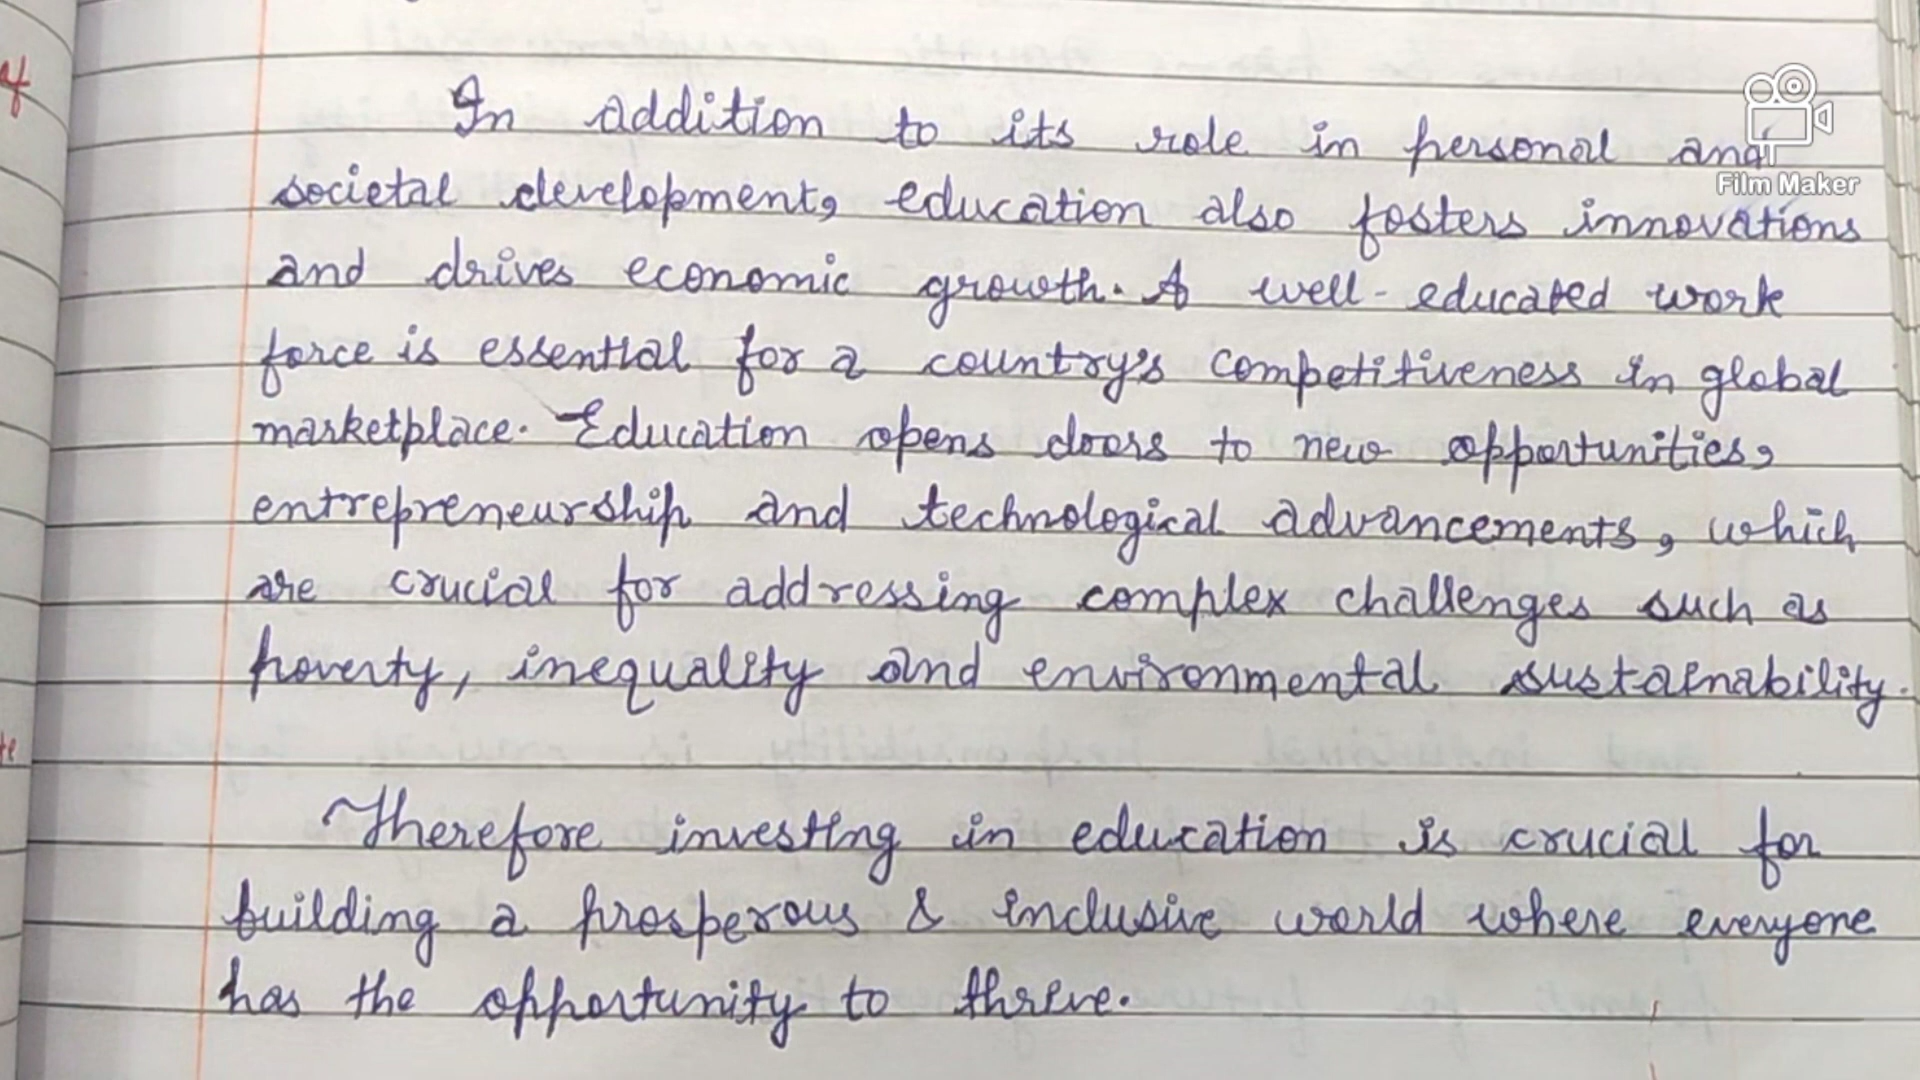 In addition to its role in personal and
Film Maker
societal development, education also fosters innovations
and drives economic growth. A well-educated work
force is essential for a country's competitiveness in global
marketplace. Education opens doors to new opportunities,
entrepreneurship and technological advancements, which
are crucial for addressing complex challenges such as
poverty, inequality and environmental sustainability.
Therefore investing in education is crucial for
building a prosperous & inclusive world where everyone
has the opportunity to thrive.